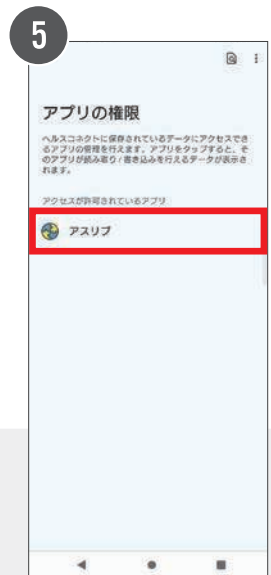 5
アプリの権限
ヘルスコネクトに保存されているデータにアクセスでき
るアプリの管理を行えます。アプリをタップすると、そ
のアプリが読み取り / 書き込みを行えるデータが表示さ
れます。
アクセスが許可されているアプリ
アスリブ